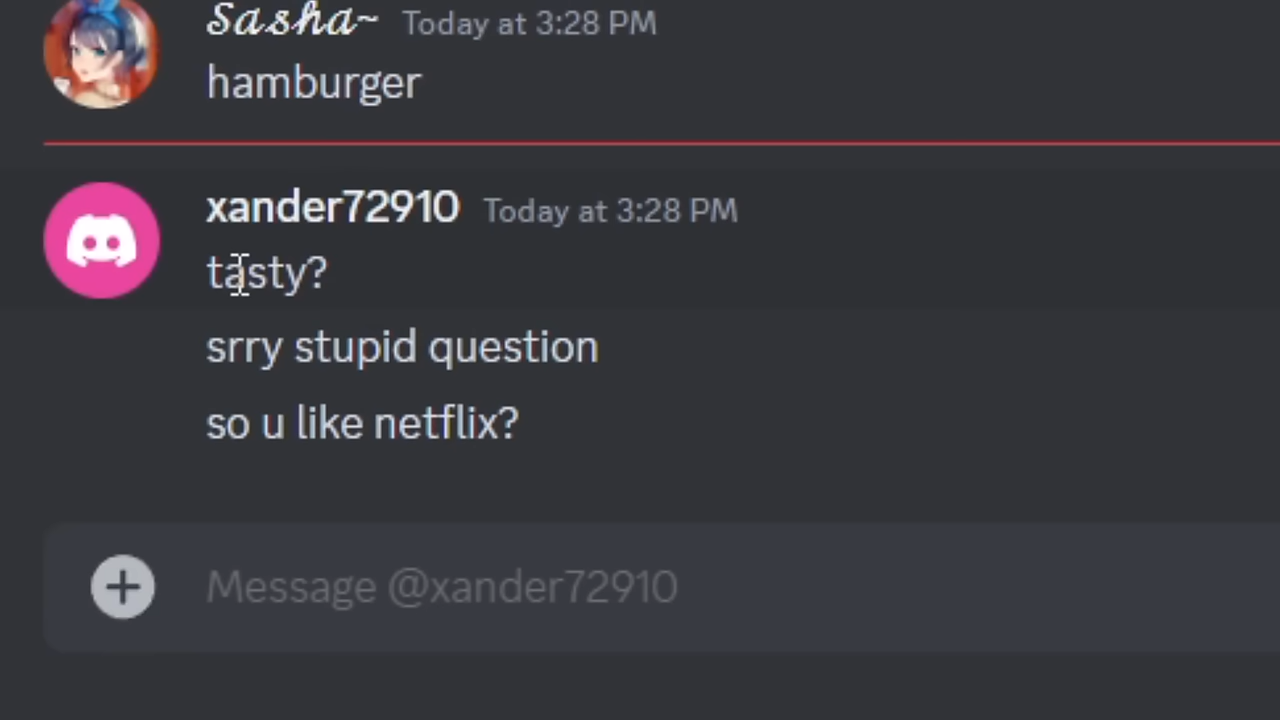 Sasha~ Today at 3:28 PM
hamburger
xander72910 Today at 3:28 PM
tasty?
srry stupid question
so u like netflix?
Message @xander72910